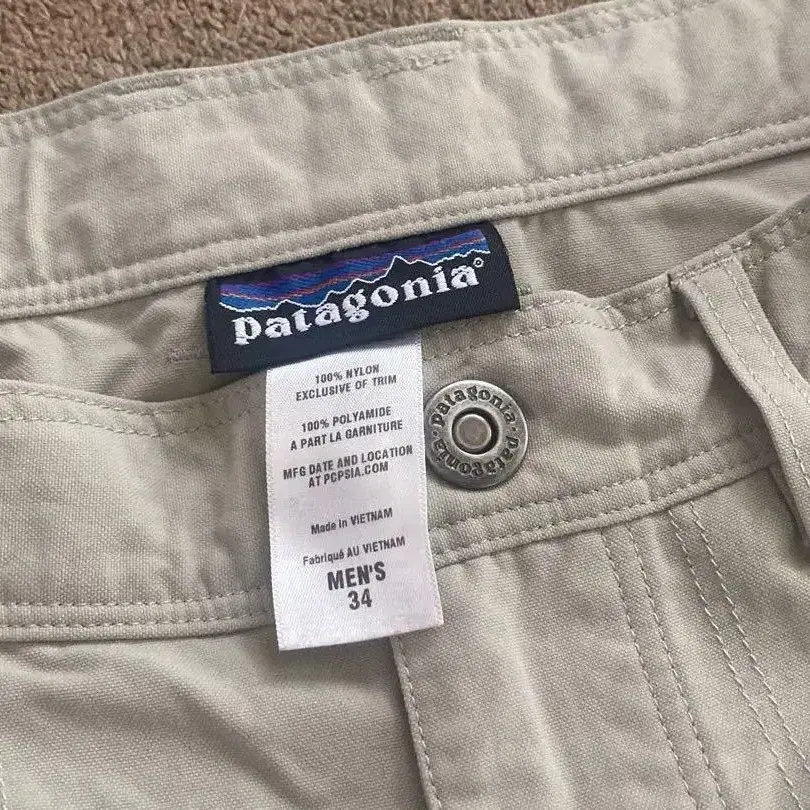 patagonia®
100% NYLON
EXCLUSIVE OF TRIM
100% POLYAMIDE
A PART LA GARNITURE
MFG DATE AND LOCATION
AT PCPSIA.COM
Made in VIETNAM
Fabriqué AU VIETNAM
MEN'S
34
patagonia·patagonia·